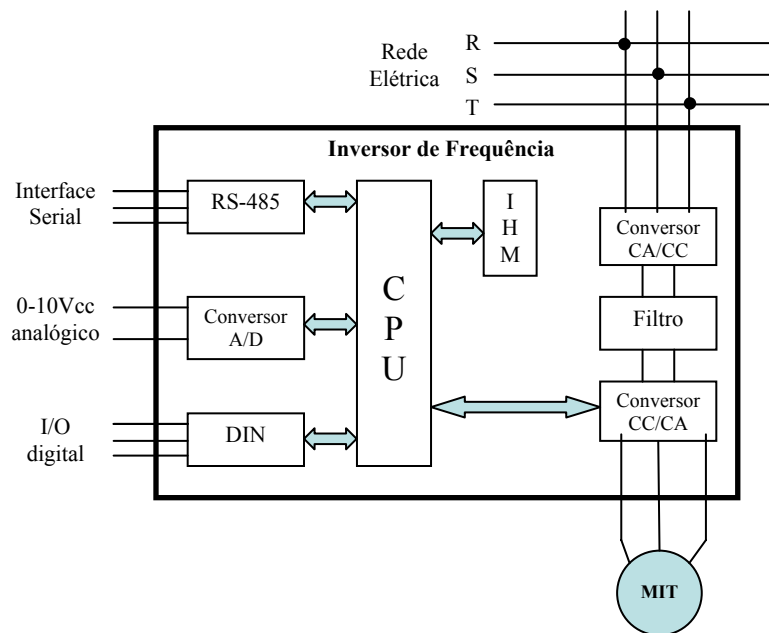 Rede
Elétrica
R
S
T
Inversor de Frequência
Interface
Serial
RS-485
I
H
M
Conversor
CA/CC
0-10Vcc
analógico
Conversor
A/D
C
P
U
Filtro
I/O
digital
DIN
Conversor
CC/CA
MIT